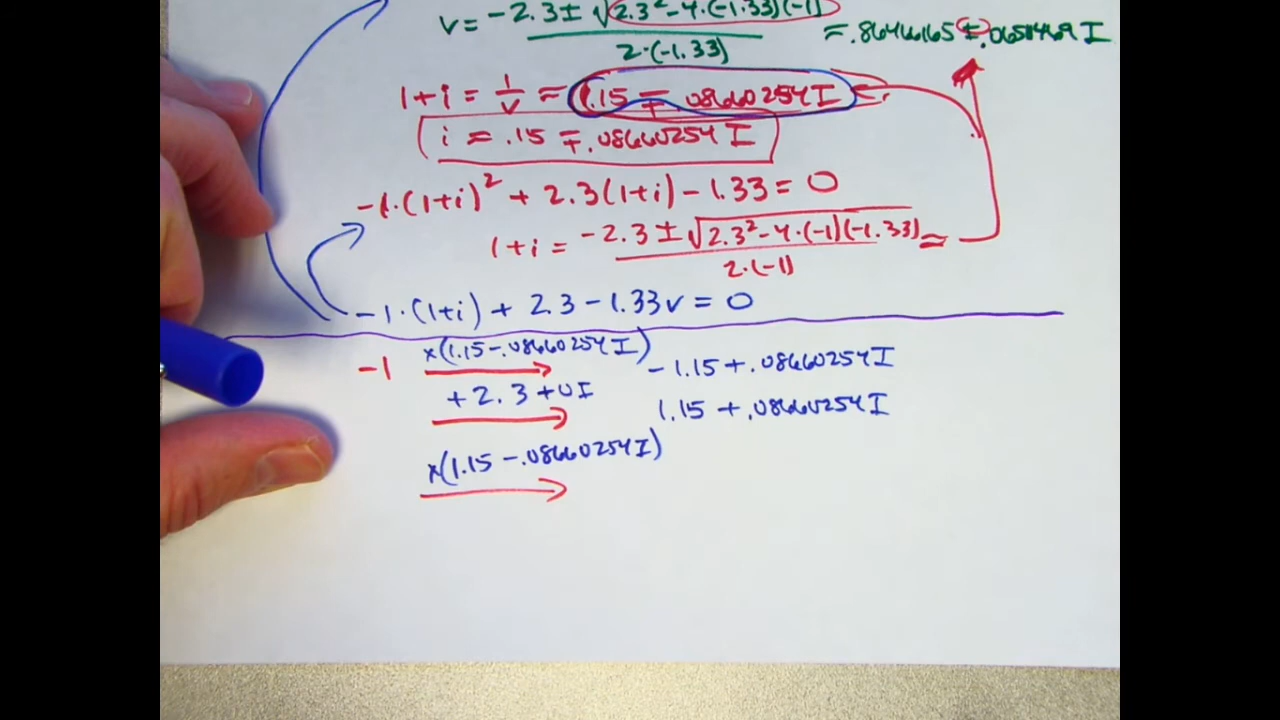 v = -2.3 ± √2.3² - 4·(-1.33)(-1) / 2·(-1.33) ≈ .8646165 ± .0651469 I
1+i = 1/v ≈ 1.15 ∓ .08660254 I
i ≈ .15 ∓ .08660254 I
-1·(1+i)² + 2.3(1+i) - 1.33 = 0
1+i = -2.3 ± √2.3² - 4·(-1)(-1.33) / 2·(-1) ≈
-1·(1+i) + 2.3 - 1.33v = 0
-1 ×(1.15 - .08660254 I) -1.15 + .08660254 I
+2.3 + 0I 1.15 + .08660254 I
×(1.15 - .08660254 I)